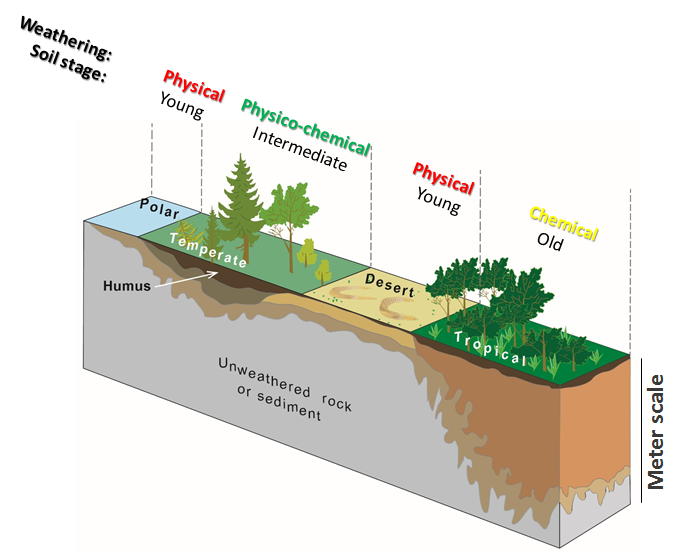 Weathering:
Soil stage:
Physical
Young
Physico-chemical
Intermediate
Physical
Young
Chemical
Old
Polar
Temperate
Desert
Tropical
Humus
Unweathered rock
or sediment
Meter scale